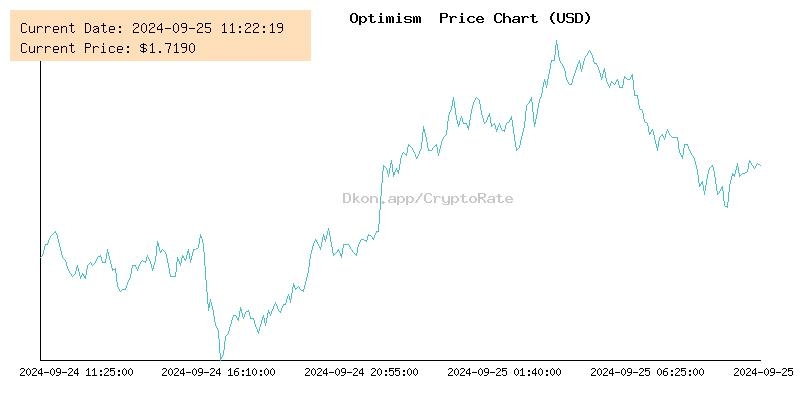 Optimism  Price Chart (USD)
Current Date: 2024-09-25 11:22:19
Current Price: $1.7190
Dkon.app/CryptoRate
2024-09-24 11:25:00 2024-09-24 16:10:00 2024-09-24 20:55:00 2024-09-25 01:40:00 2024-09-25 06:25:00 2024-09-25